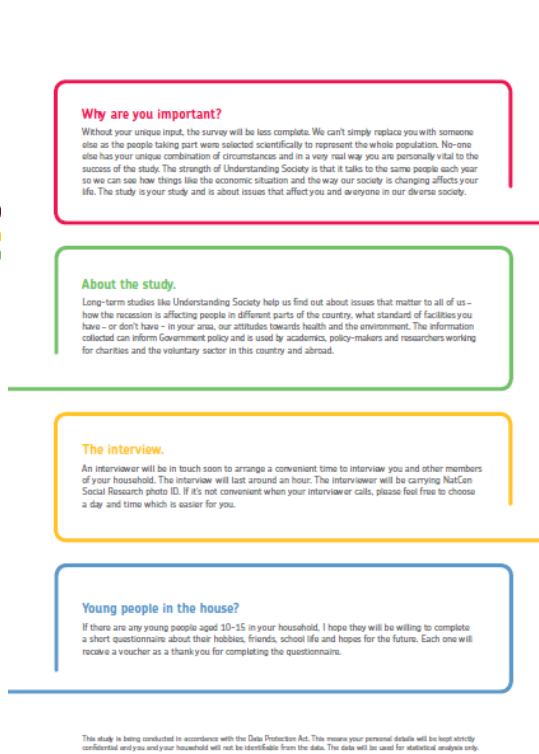 Why are you important?
Without your unique input, the survey will be less complete. We can't simply replace you with someone
else as the people taking part were selected scientifically to represent the whole population. No-one
else has your unique combination of circumstances and in a very real way you are personally vital to the
success of the study. The strength of Understanding Society is that it talks to the same people each year
so we can see how things like the economic situation and the way our society is changing affects your
life. The study is your study and is about issues that affect you and everyone in our diverse society.
About the study.
Long-term studies like Understanding Society help us find out about issues that matter to all of us –
how the recession is affecting people in different parts of the country, what standard of facilities you
have – or don't have – in your area, our attitudes towards health and the environment. The information
collected can inform Government policy and is used by academics, policy-makers and researchers working
for charities and the voluntary sector in this country and abroad.
The interview.
An interviewer will be in touch soon to arrange a convenient time to interview you and other members
of your household. The interview will last around an hour. The interviewer will be carrying NatCen
Social Research photo ID. If it's not convenient when your interviewer calls, please feel free to choose
a day and time which is easier for you.
Young people in the house?
If there are any young people aged 10-15 in your household, I hope they will be willing to complete
a short questionnaire about their hobbies, friends, school life and hopes for the future. Each one will
receive a voucher as a thank you for completing the questionnaire.
This study is being conducted in accordance with the Data Protection Act. This means your personal details will be kept strictly
confidential and you and your household will not be identifiable from the data. The data will be used for statistical analysis only.